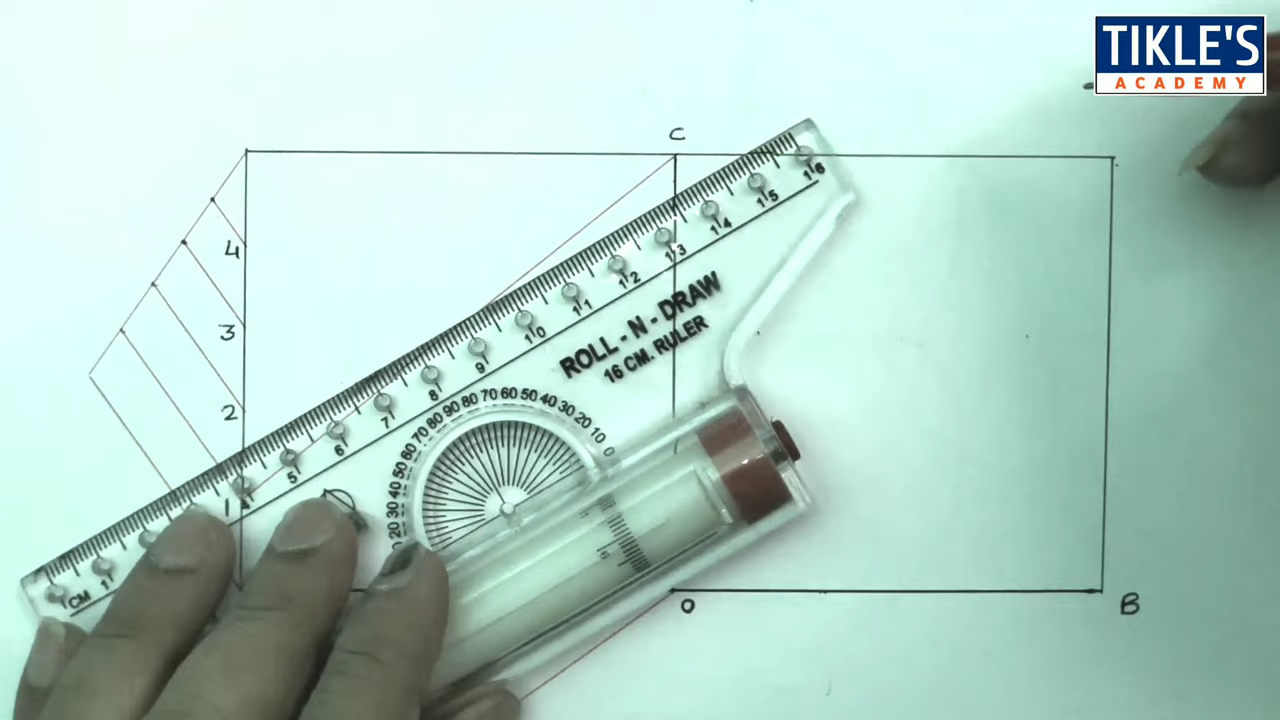 TIKLE'S
ACADEMY
C
4
3
2
1
16
15
14
13
12
11
10
9
8
7
6
5
1
CM
ROLL - N - DRAW
16 CM. RULER
20 30 40 50 60 70 80 90 80 70 60 50 40 30 20 10 0
O
B